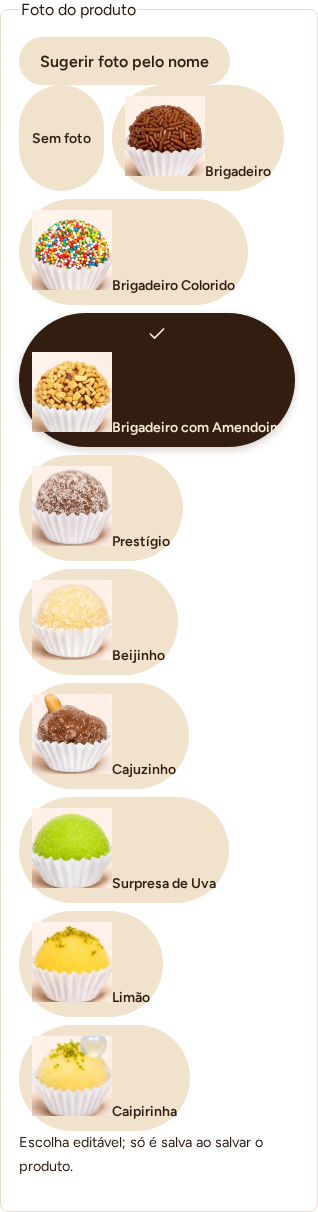 Foto do produto
Sugerir foto pelo nome
Sem foto
Brigadeiro
Brigadeiro Colorido
Brigadeiro com Amendoim
Prestígio
Beijinho
Cajuzinho
Surpresa de Uva
Limão
Caipirinha
Escolha editável; só é salva ao salvar o
produto.